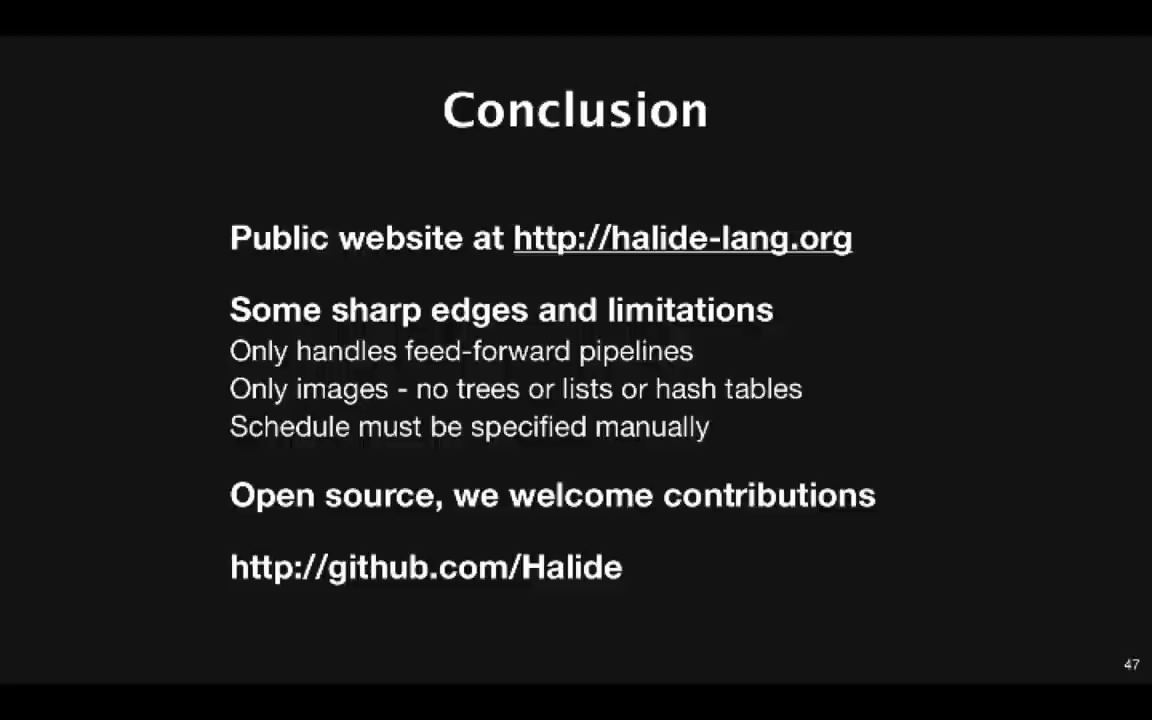 Conclusion
Public website at http://halide-lang.org
Some sharp edges and limitations
Only handles feed-forward pipelines
Only images - no trees or lists or hash tables
Schedule must be specified manually
Open source, we welcome contributions
http://github.com/Halide
47